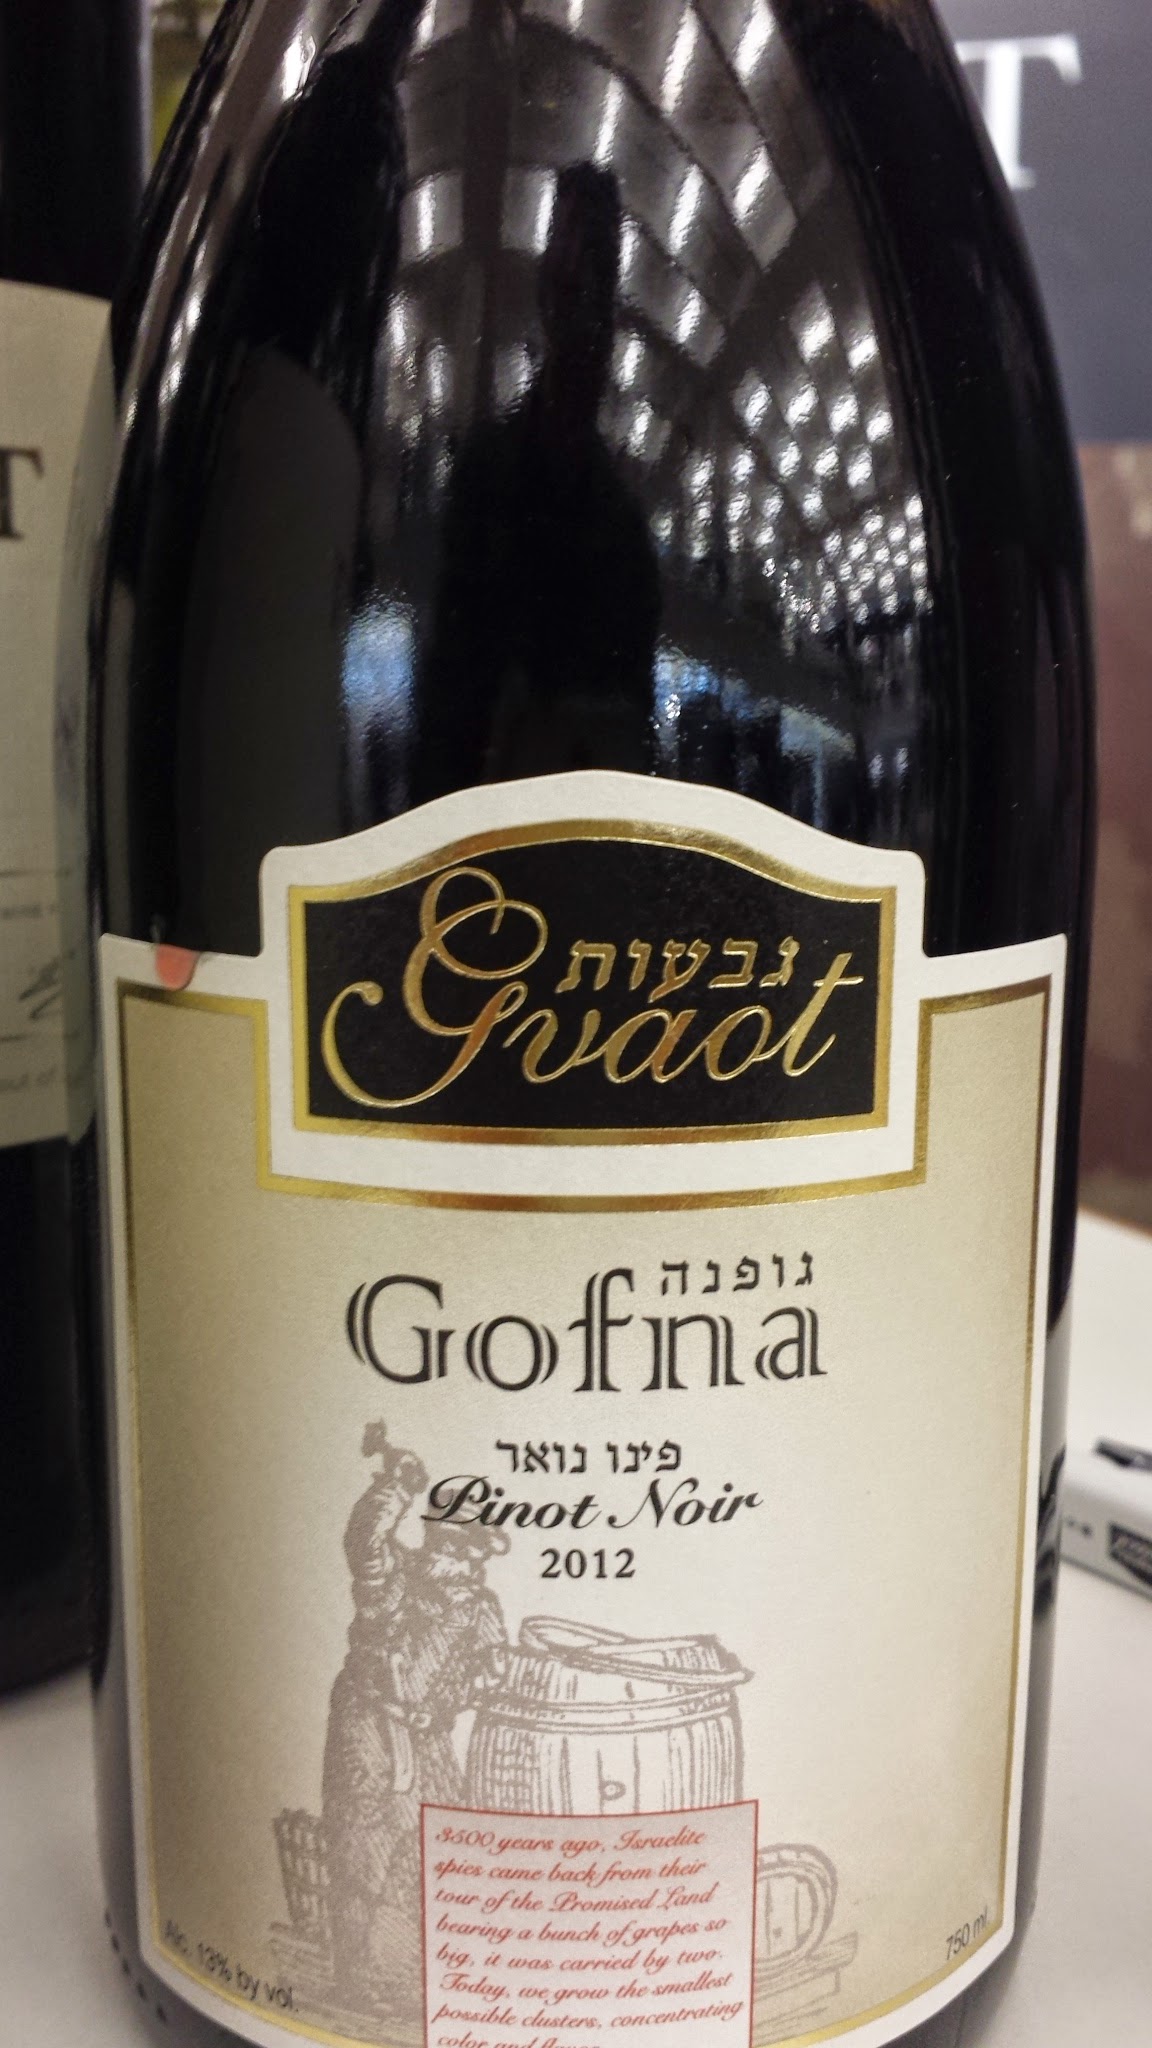 T
T
גבעות
Gvaot
גופנה
Gofna
פינו נואר
Pinot Noir
2012
3500 years ago, Israelite
spies came back from their
tour of the Promised Land
bearing a bunch of grapes so
big, it was carried by two.
Today, we grow the smallest
possible clusters, concentrating
color and
Alc. 13% by vol.
750 ml